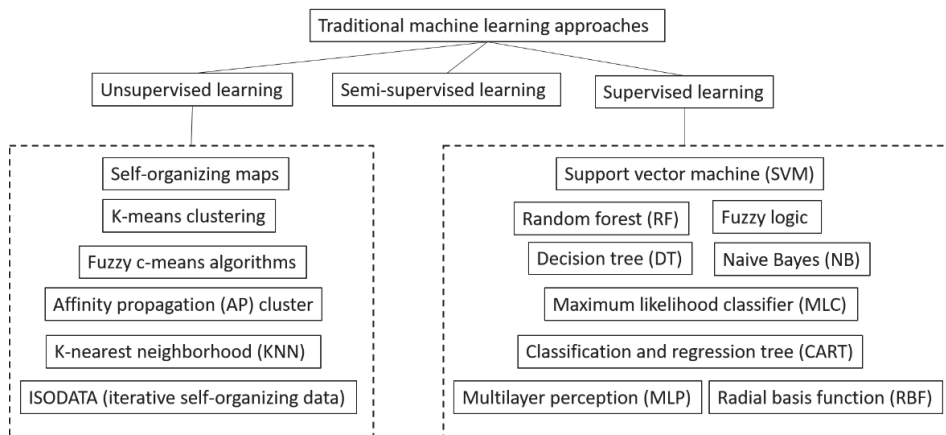 Traditional machine learning approaches
Unsupervised learning
Semi-supervised learning
Supervised learning
Self-organizing maps
K-means clustering
Fuzzy c-means algorithms
Affinity propagation (AP) cluster
K-nearest neighborhood (KNN)
ISODATA (iterative self-organizing data)
Support vector machine (SVM)
Random forest (RF)
Fuzzy logic
Decision tree (DT)
Naive Bayes (NB)
Maximum likelihood classifier (MLC)
Classification and regression tree (CART)
Multilayer perception (MLP)
Radial basis function (RBF)